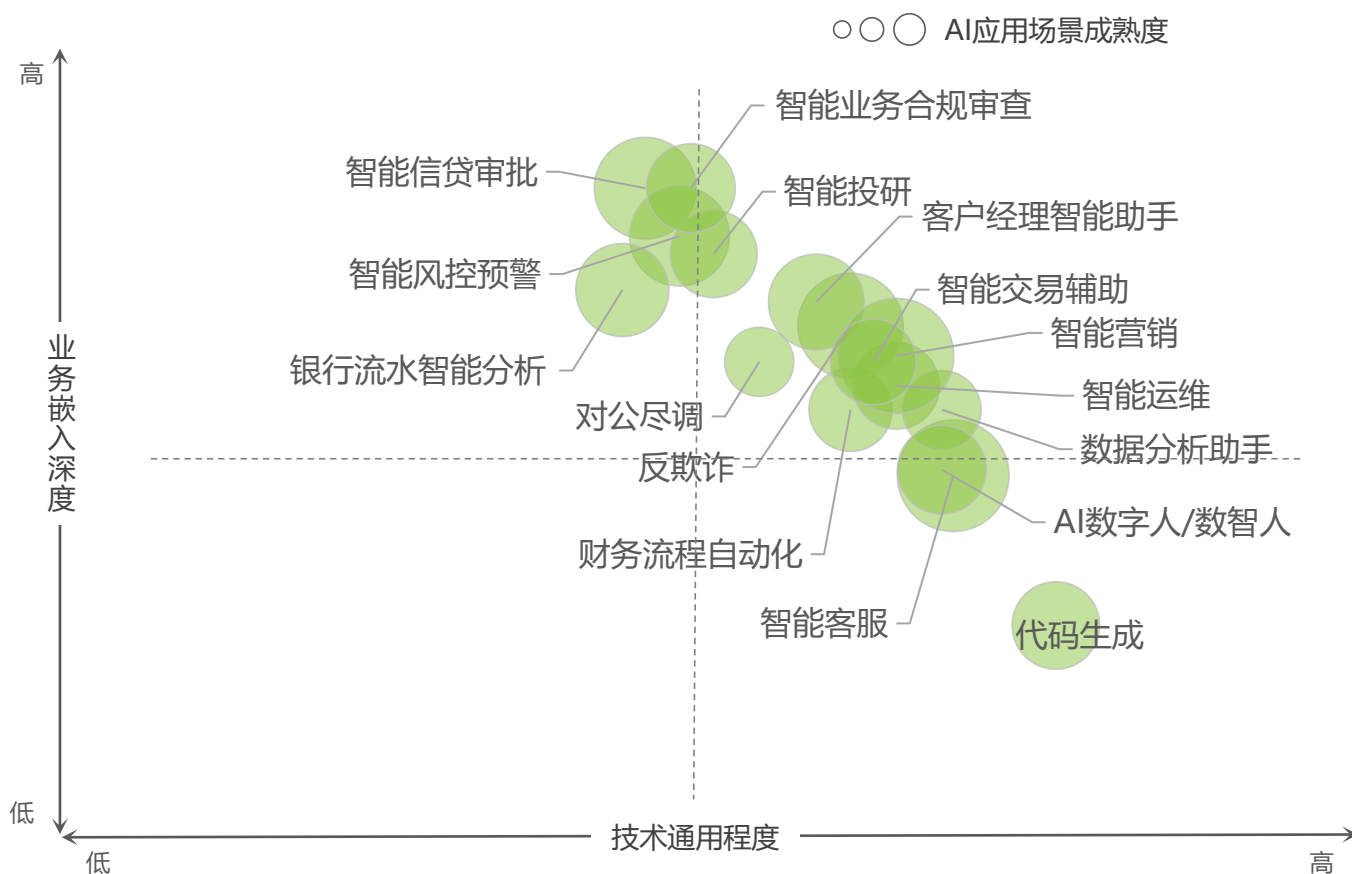 AI应用场景成熟度
高
智能业务合规审查
智能信贷审批
智能投研
客户经理智能助手
智能风控预警
智能交易辅助
智能营销
业务嵌入深度
银行流水智能分析
智能运维
对公尽调
数据分析助手
反欺诈
AI数字人/数智人
财务流程自动化
智能客服
代码生成
低
技术通用程度
低
高